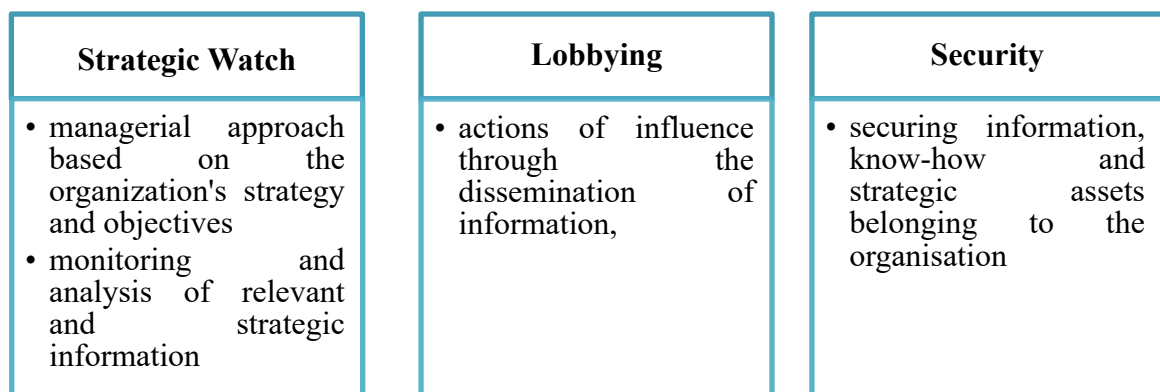 Strategic Watch
• managerial approach
based on the
organization's strategy
and objectives
• monitoring and
analysis of relevant
and strategic
information
Lobbying
• actions of influence
through the
dissemination of
information,
Security
• securing information,
know-how and
strategic assets
belonging to the
organisation